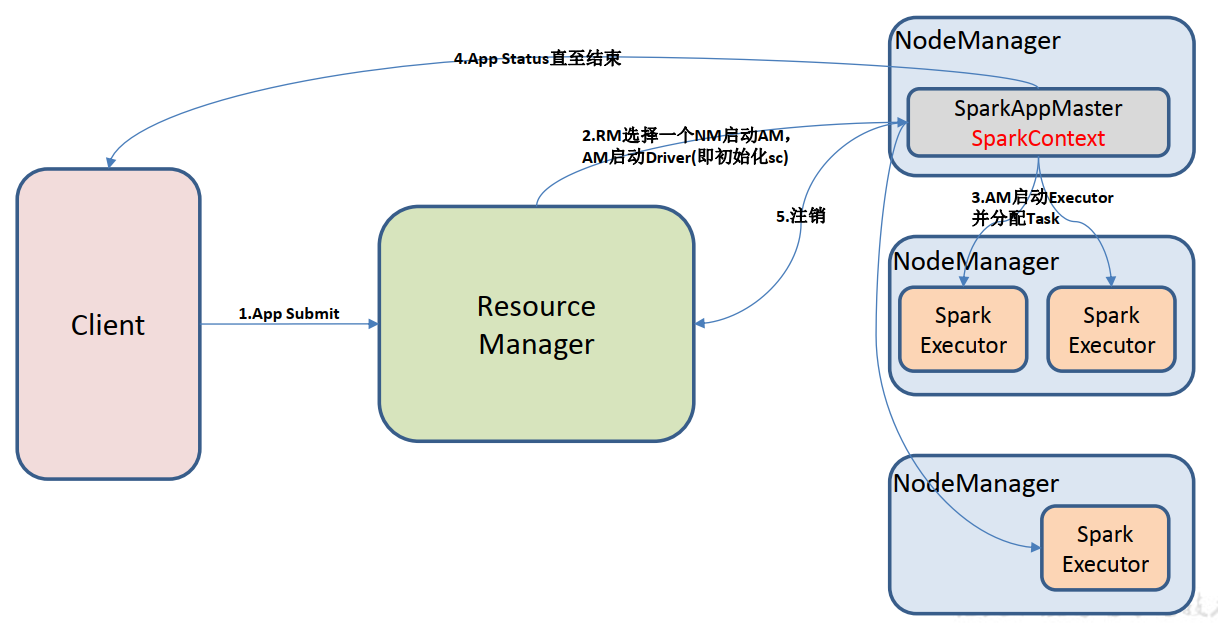 NodeManager
4.App Status直至结束
SparkAppMaster
SparkContext
2.RM选择一个NM启动AM，
AM启动Driver(即初始化sc)
3.AM启动Executor
并分配Task
5.注销
NodeManager
Client
1.App Submit
Resource
Manager
Spark
Executor
Spark
Executor
NodeManager
Spark
Executor